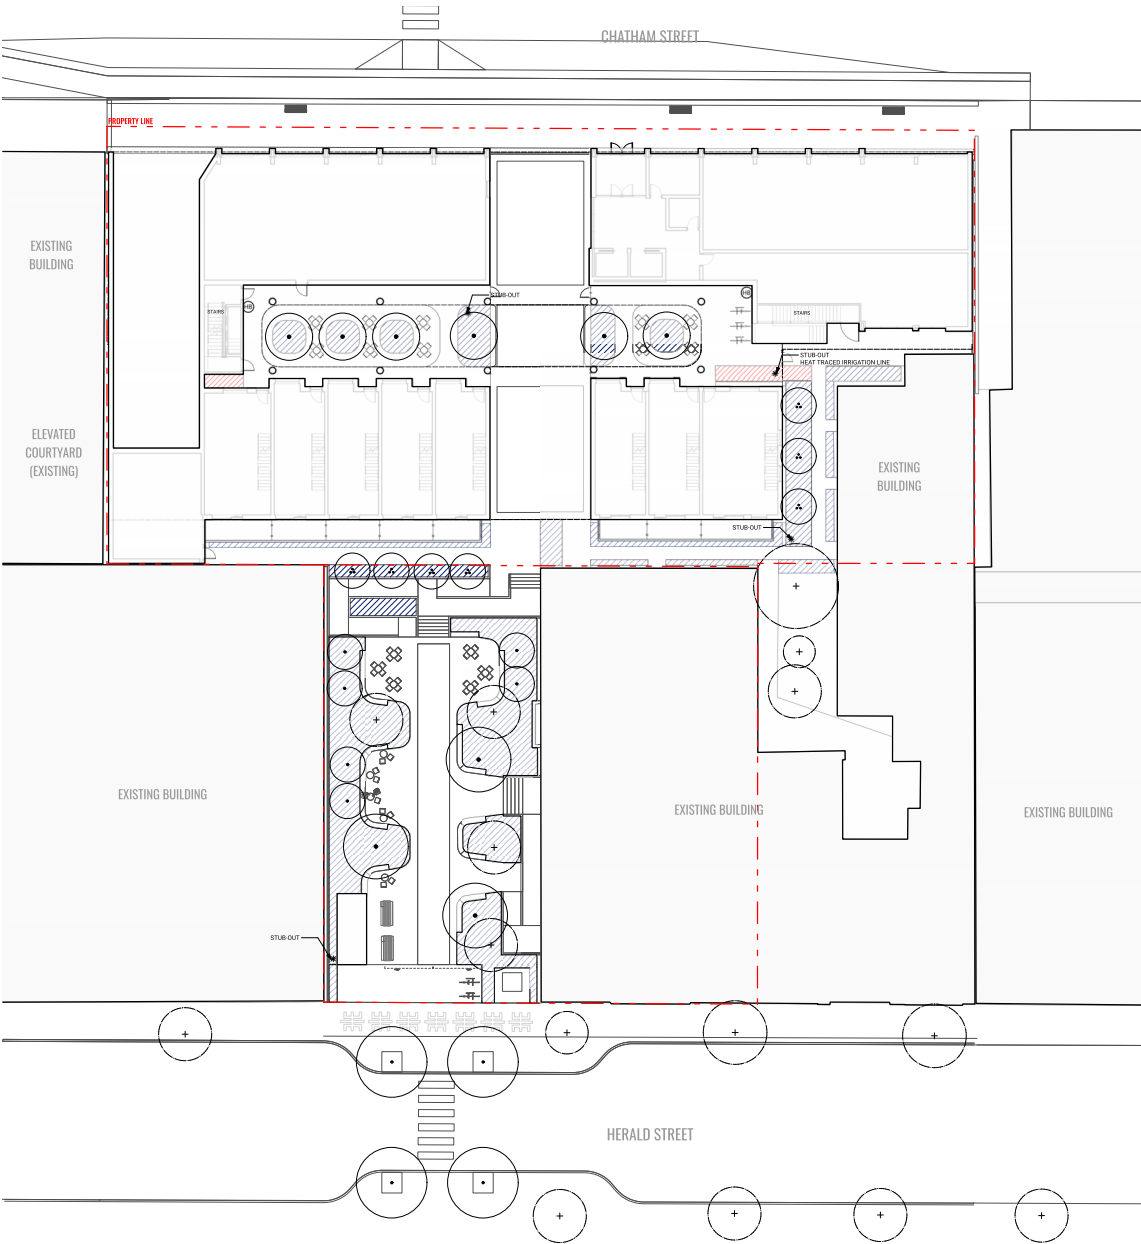 CHATHAM STREET
PROPERTY LINE
EXISTING
BUILDING
STUB-OUT
HB
HB
STAIRS
STAIRS
STUB-OUT
HEAT TRACED IRRIGATION LINE
ELEVATED
COURTYARD
(EXISTING)
EXISTING
BUILDING
STUB-OUT
EXISTING BUILDING
EXISTING BUILDING
EXISTING BUILDING
STUB-OUT
HERALD STREET